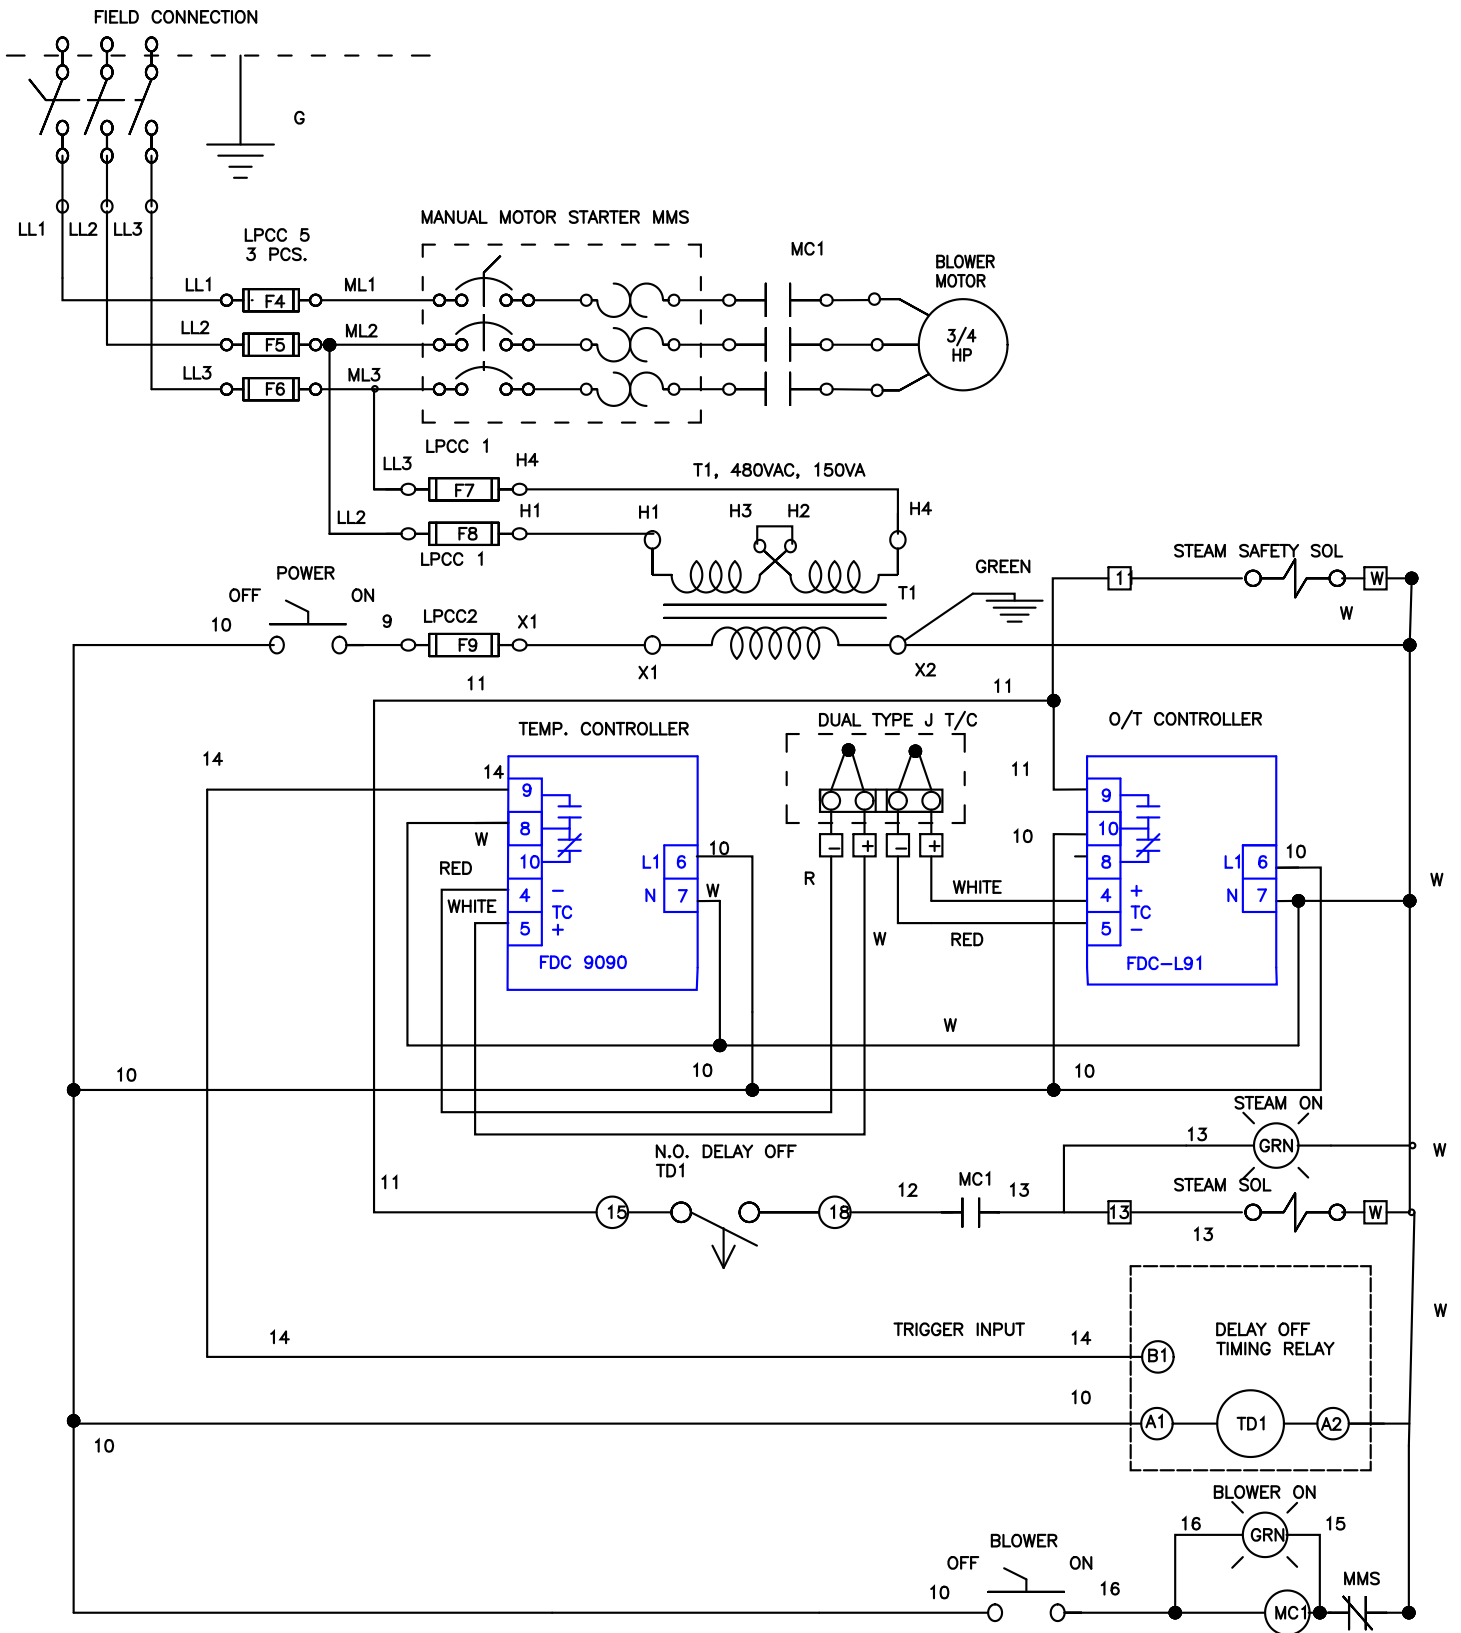 FIELD CONNECTION
G
LL1 LL2 LL3
LPCC 5
3 PCS.
MANUAL MOTOR STARTER MMS
MC1
BLOWER
MOTOR
LL1 F4 ML1
LL2 F5 ML2
LL3 F6 ML3
3/4
HP
LPCC 1
LL3 F7 H4
T1, 480VAC, 150VA
LL2 F8 H1
LPCC 1
H1 H3 H2 H4
T1
GREEN
STEAM SAFETY SOL
11 W
W
POWER
OFF ON
10 9
LPCC2
F9 X1
X1 X2
11 11
TEMP. CONTROLLER
DUAL TYPE J T/C
O/T CONTROLLER
14 14
9
8
10
4 −
TC
5 +
W
RED
WHITE
L1 6 10
N 7 W
FDC 9090
− + − +
R
W
WHITE
RED
11
10
9
10
8
4 +
TC
5 −
L1 6 10
N 7
FDC−L91
W
W
10 10 10
STEAM ON
13 GRN
W
N.O. DELAY OFF
TD1
11 15 18 12
MC1
13
STEAM SOL
13 W
13
W
TRIGGER INPUT
14 14
B1
DELAY OFF
TIMING RELAY
10
A1 TD1 A2
10
BLOWER ON
16 GRN 15
BLOWER
OFF ON
10 16
MC1
MMS